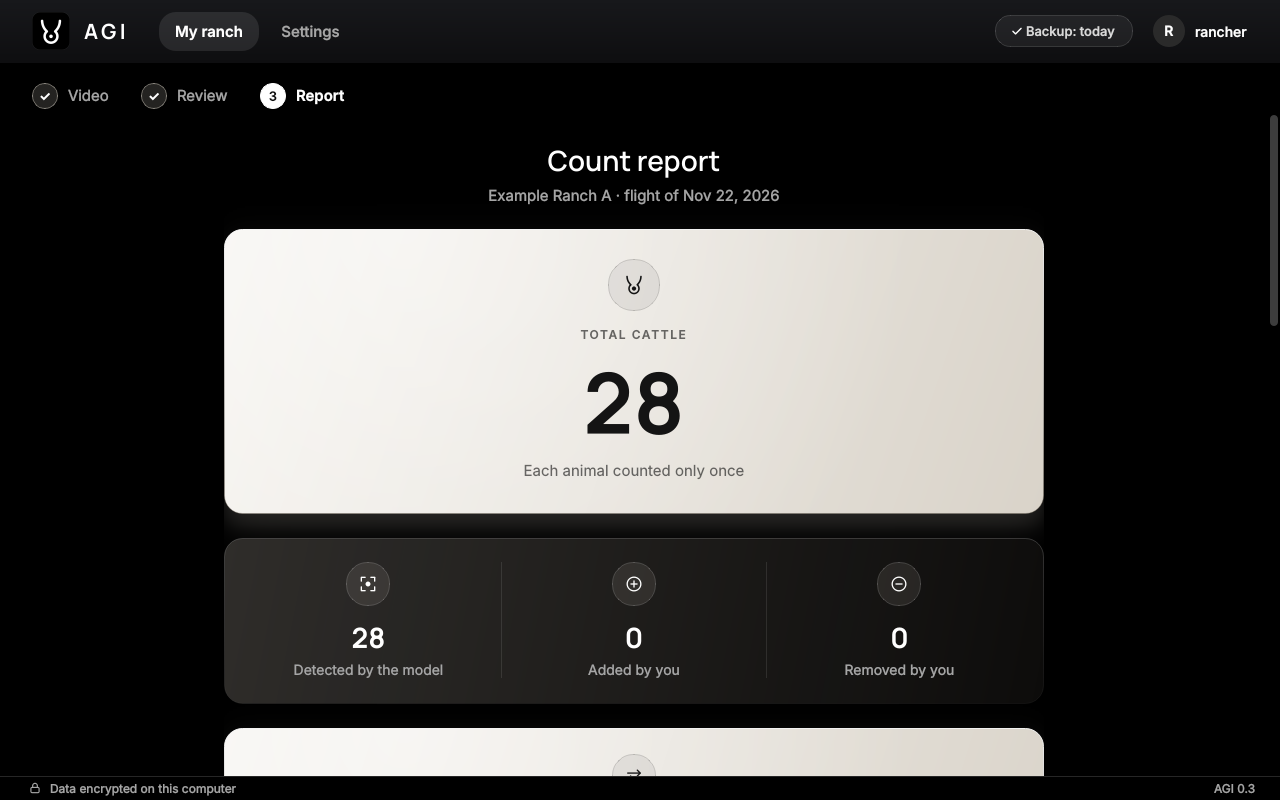 AGI
My ranch
Settings
Backup: today
R
rancher
Video
Review
3
Report
Count report
Example Ranch A · flight of Nov 22, 2026
TOTAL CATTLE
28
Each animal counted only once
28
Detected by the model
0
Added by you
0
Removed by you
Data encrypted on this computer
AGI 0.3